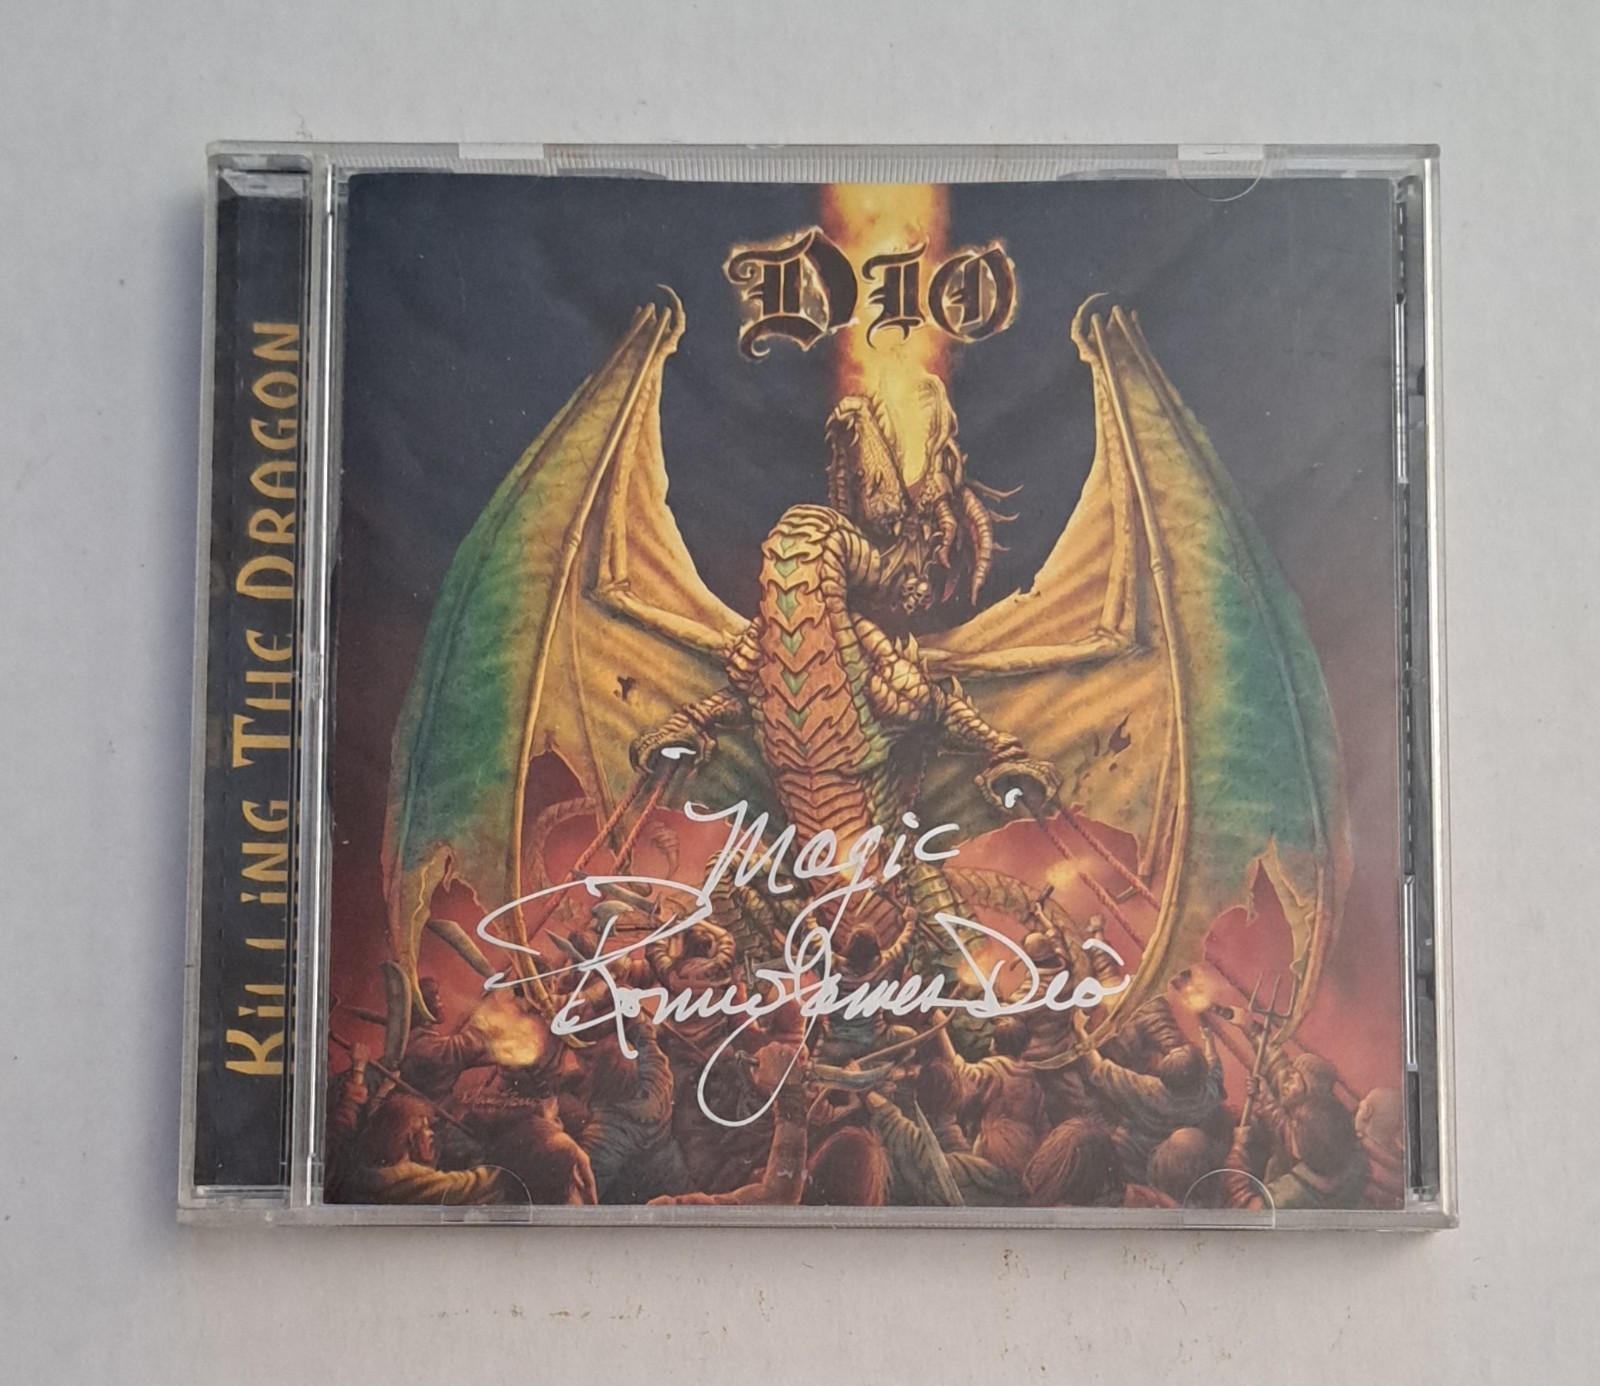 DIO
KILLING THE DRAGON
Magic
Ronnie James Dio